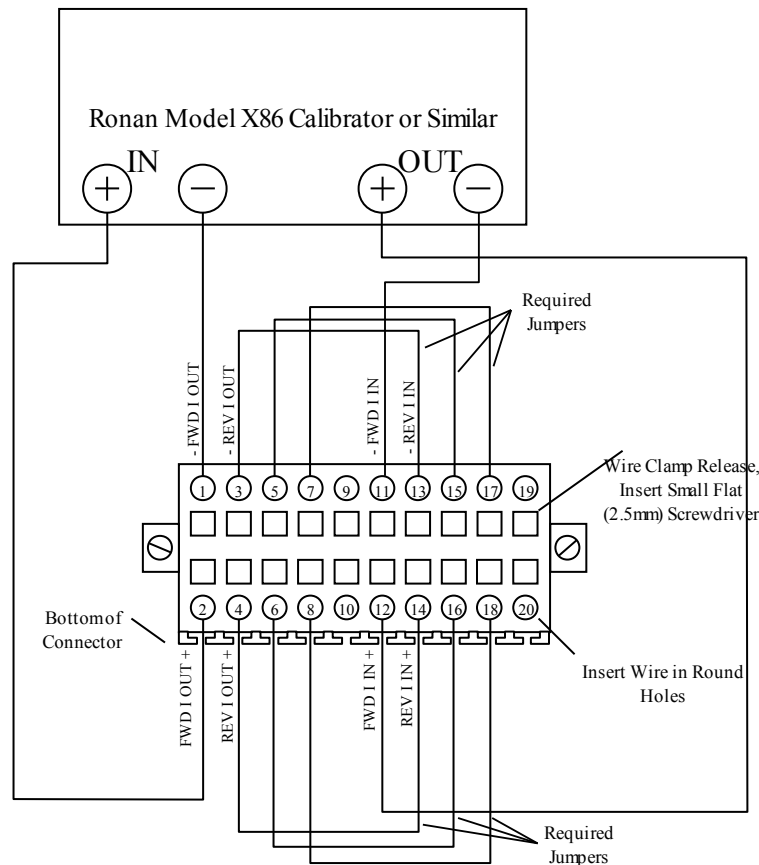 Ronan Model X86 Calibrator or Similar
IN
OUT
+
−
+
−
Required
Jumpers
- FWD I OUT
- REV I OUT
- FWD I IN
- REV I IN
Wire Clamp Release,
Insert Small Flat
(2.5mm) Screwdriver
1 3 5 7 9 11 13 15 17 19
2 4 6 8 10 12 14 16 18 20
Bottom of
Connector
FWD I OUT +
REV I OUT +
FWD I IN +
REV I IN +
Insert Wire in Round
Holes
Required
Jumpers